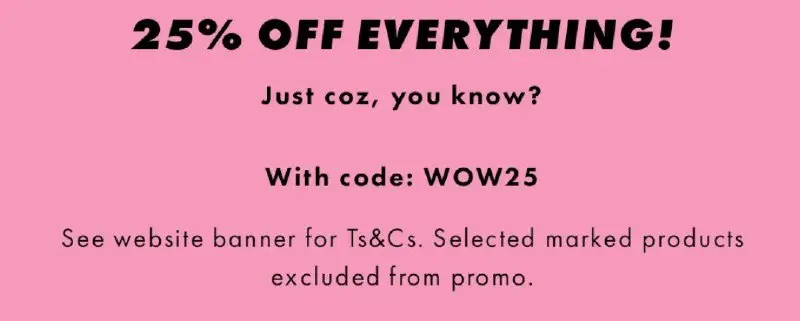 25% OFF EVERYTHING!
Just coz, you know?
With code: WOW25
See website banner for Ts&Cs. Selected marked products
excluded from promo.